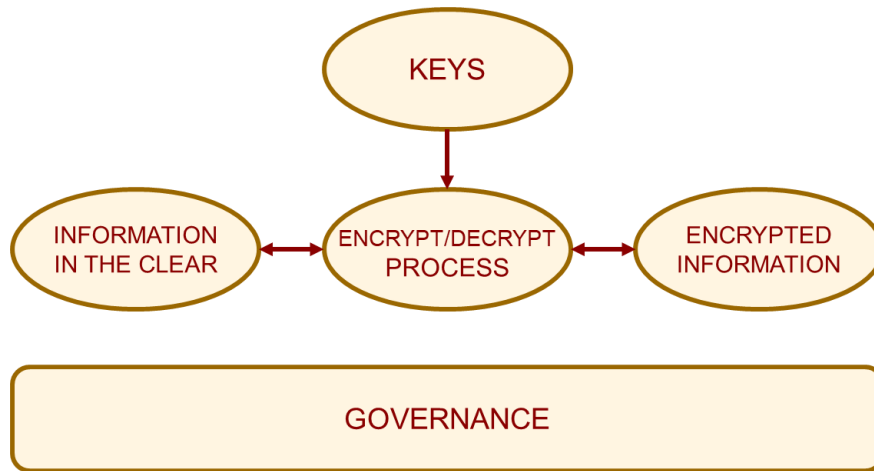 KEYS
INFORMATION
IN THE CLEAR
ENCRYPT/DECRYPT
PROCESS
ENCRYPTED
INFORMATION
GOVERNANCE